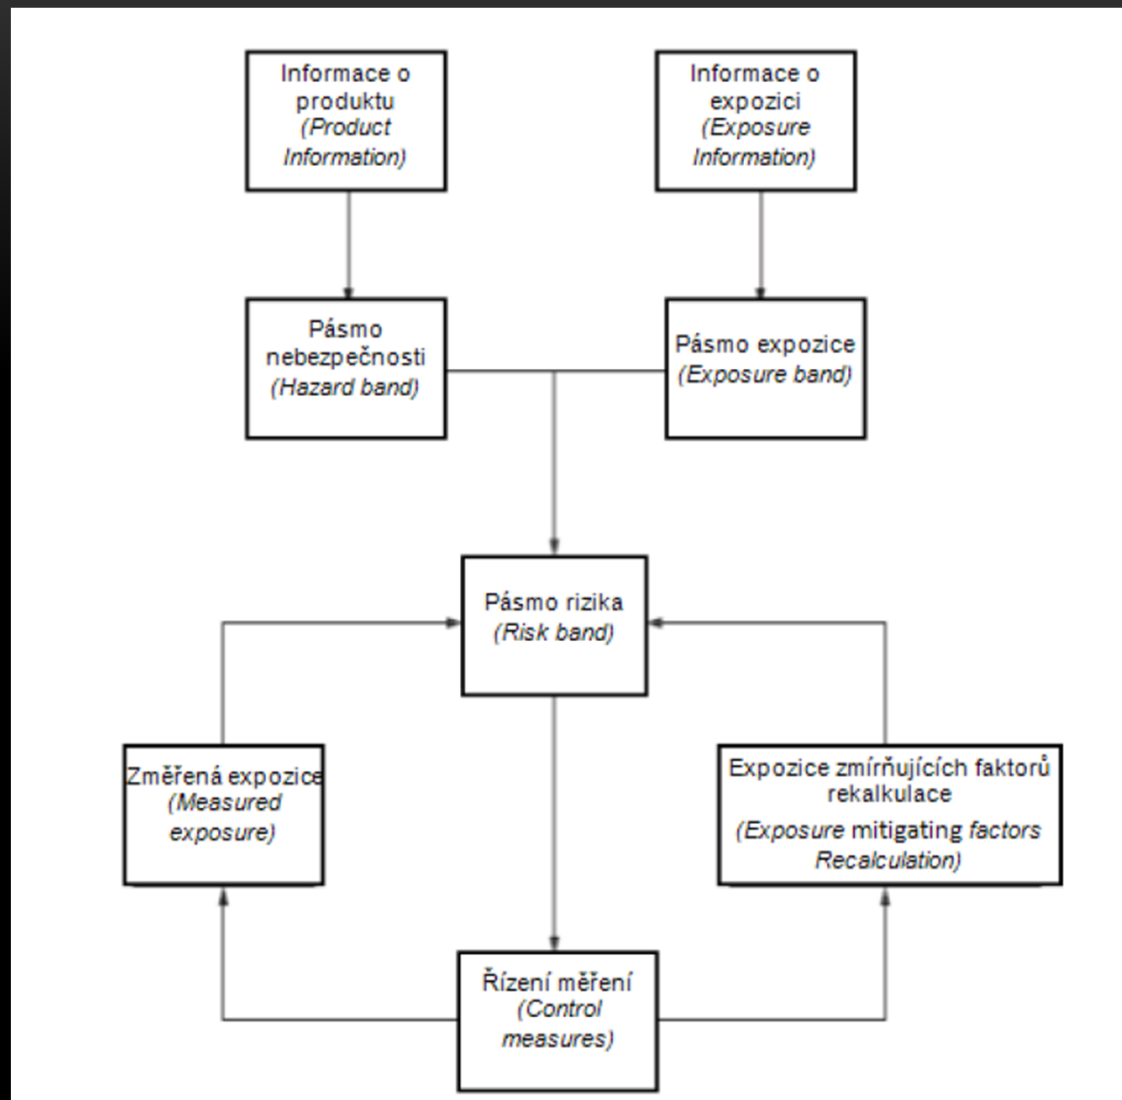 Informace o
produktu
(Product
Information)
Informace o
expozici
(Exposure
Information)
Pásmo
nebezpečnosti
(Hazard band)
Pásmo expozice
(Exposure band)
Pásmo rizika
(Risk band)
Změřená expozice
(Measured
exposure)
Expozice zmírňujících faktorů
rekalkulace
(Exposure mitigating factors
Recalculation)
Řízení měření
(Control
measures)